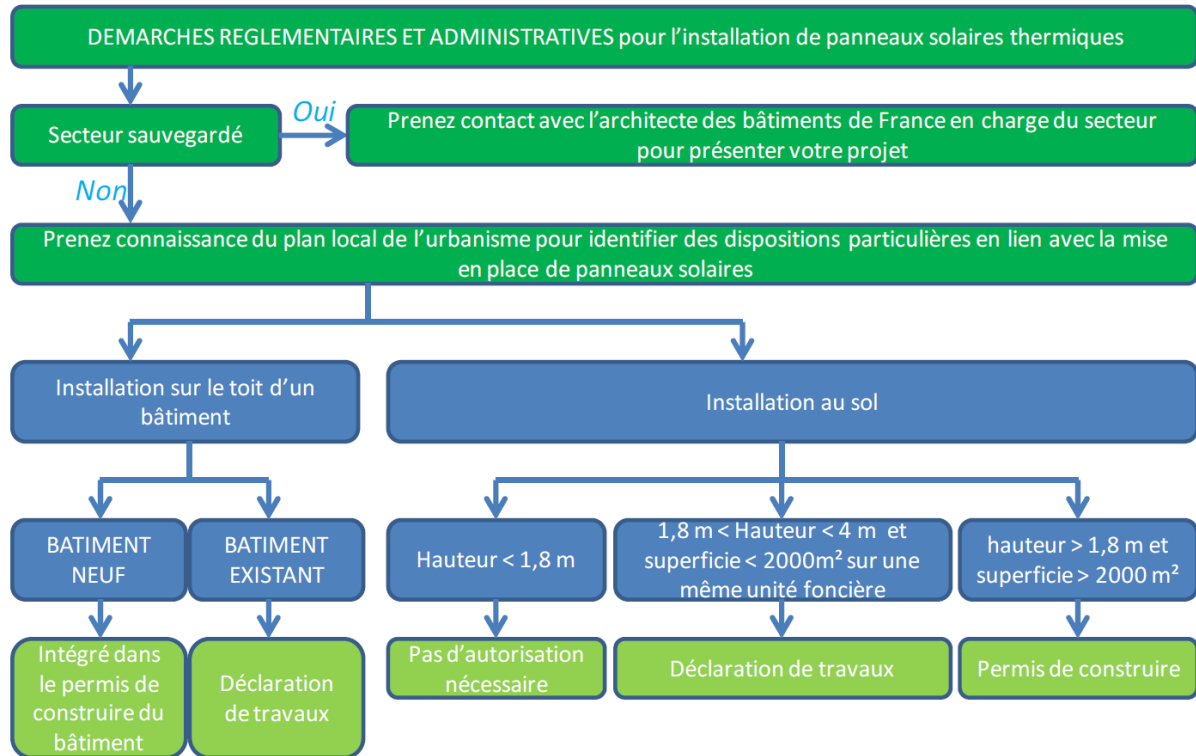 DEMARCHES REGLEMENTAIRES ET ADMINISTRATIVES pour l'installation de panneaux solaires thermiques
Secteur sauvegardé
Oui
Prenez contact avec l'architecte des bâtiments de France en charge du secteur
pour présenter votre projet
Non
Prenez connaissance du plan local de l'urbanisme pour identifier des dispositions particulières en lien avec la mise
en place de panneaux solaires
Installation sur le toit d'un
bâtiment
Installation au sol
BATIMENT
NEUF
BATIMENT
EXISTANT
Hauteur < 1,8 m
1,8 m < Hauteur < 4 m et
superficie < 2000m² sur une
même unité foncière
hauteur > 1,8 m et
superficie > 2000 m²
Intégré dans
le permis de
construire du
bâtiment
Déclaration
de travaux
Pas d'autorisation
nécessaire
Déclaration de travaux
Permis de construire